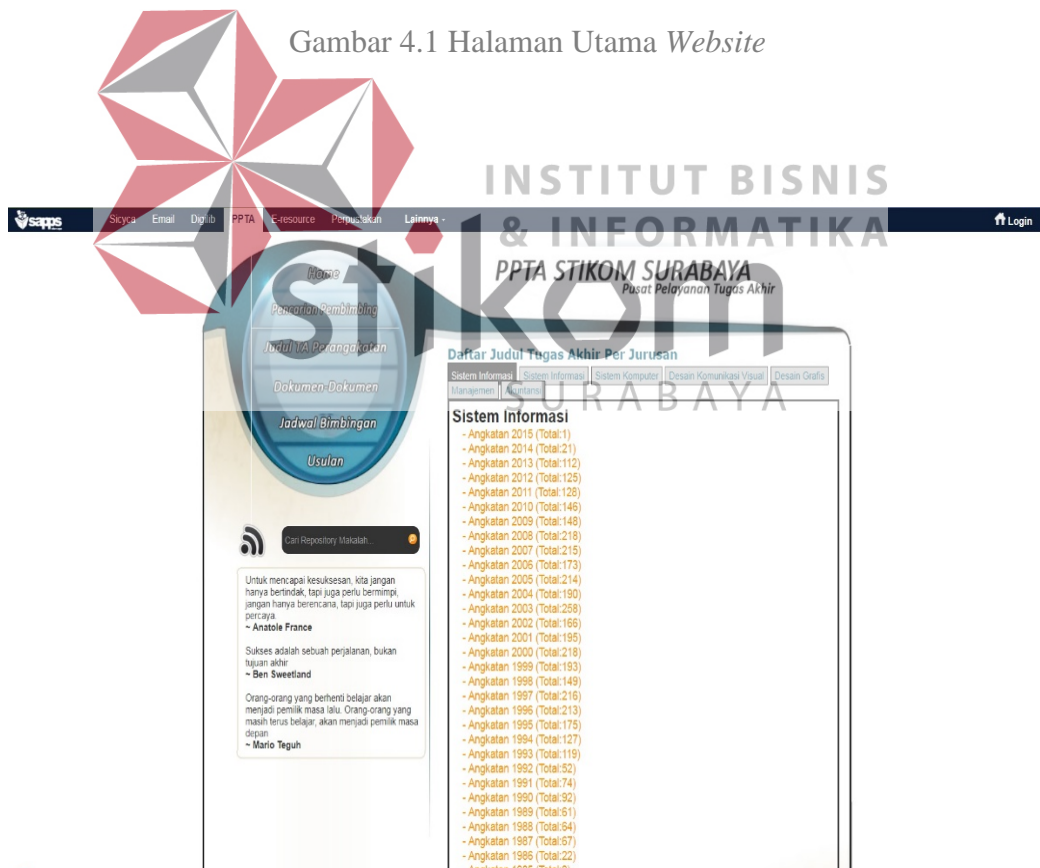 Gambar 4.1 Halaman Utama Website
INSTITUT BISNIS
& INFORMATIKA
stikom
SURABAYA
sapps
Sicyca Email Digilib PPTA E-resource Perpustakan Lainnya -
Login
PPTA STIKOM SURABAYA
Pusat Pelayanan Tugas Akhir
Home
Pencarian Pembimbing
Judul TA Perangakatan
Dokumen-Dokumen
Jadwal Bimbingan
Usulan
Cari Repository Makalah...
Untuk mencapai kesuksesan, kita jangan
hanya bertindak, tapi juga perlu bermimpi,
jangan hanya berencana, tapi juga perlu untuk
percaya.
~ Anatole France
Sukses adalah sebuah perjalanan, bukan
tujuan akhir
~ Ben Sweetland
Orang-orang yang berhenti belajar akan
menjadi pemilik masa lalu. Orang-orang yang
masih terus belajar, akan menjadi pemilik masa
depan
~ Mario Teguh
Daftar Judul Tugas Akhir Per Jurusan
Sistem Informasi Sistem Informasi Sistem Komputer Desain Komunikasi Visual Desain Grafis
Manajemen Akuntansi
Sistem Informasi
- Angkatan 2015 (Total:1)
- Angkatan 2014 (Total:21)
- Angkatan 2013 (Total:112)
- Angkatan 2012 (Total:125)
- Angkatan 2011 (Total:128)
- Angkatan 2010 (Total:146)
- Angkatan 2009 (Total:148)
- Angkatan 2008 (Total:218)
- Angkatan 2007 (Total:215)
- Angkatan 2006 (Total:173)
- Angkatan 2005 (Total:214)
- Angkatan 2004 (Total:190)
- Angkatan 2003 (Total:258)
- Angkatan 2002 (Total:166)
- Angkatan 2001 (Total:195)
- Angkatan 2000 (Total:218)
- Angkatan 1999 (Total:193)
- Angkatan 1998 (Total:149)
- Angkatan 1997 (Total:216)
- Angkatan 1996 (Total:213)
- Angkatan 1995 (Total:175)
- Angkatan 1994 (Total:127)
- Angkatan 1993 (Total:119)
- Angkatan 1992 (Total:52)
- Angkatan 1991 (Total:74)
- Angkatan 1990 (Total:92)
- Angkatan 1989 (Total:61)
- Angkatan 1988 (Total:64)
- Angkatan 1987 (Total:67)
- Angkatan 1986 (Total:22)